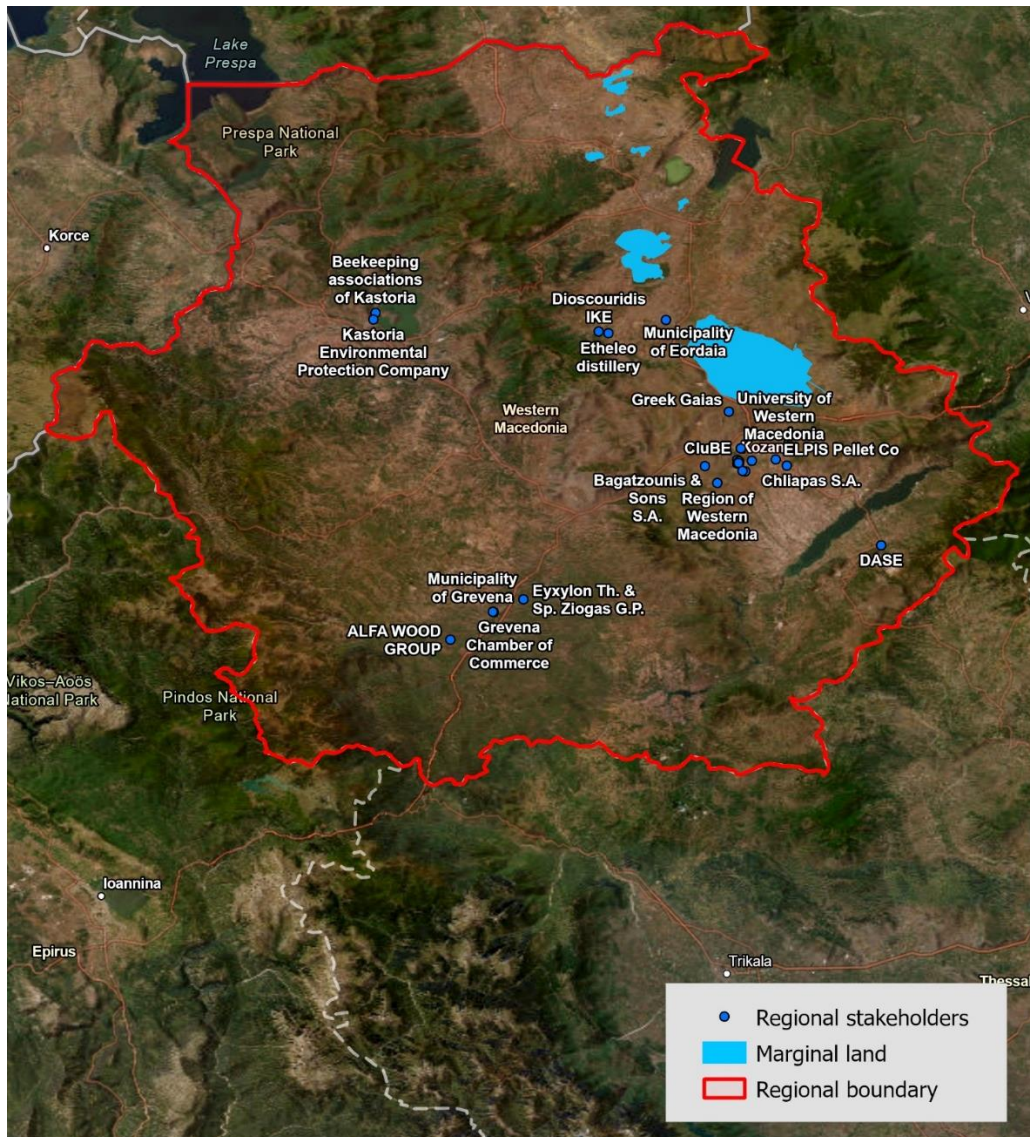 Lake
Prespa
Prespa National
Park
Korce
Beekeeping
associations
of Kastoria
Kastoria
Environmental
Protection Company
Dioscouridis
IKE
Etheleo
distillery
Municipality
of Eordaia
Western
Macedonia
Greek Gaias
University of
Western
Macedonia
CluBE
Kozan
ELPIS Pellet Co
Chliapas S.A.
Bagatzounis &
Sons
S.A.
Region of
Western
Macedonia
DASE
Municipality
of Grevena
Eyxylon Th. &
Sp. Ziogas G.P.
Grevena
Chamber of
Commerce
ALFA WOOD
GROUP
Vikos–Aoös
National Park
Pindos National
Park
Ioannina
Epirus
Trikala
Thessal
Regional stakeholders
Marginal land
Regional boundary